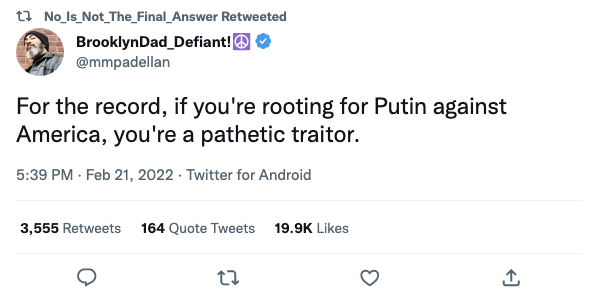 No_Is_Not_The_Final_Answer Retweeted
BrooklynDad_Defiant!☮️
@mmpadellan
For the record, if you're rooting for Putin against
America, you're a pathetic traitor.
5:39 PM · Feb 21, 2022 · Twitter for Android
3,555 Retweets 164 Quote Tweets 19.9K Likes